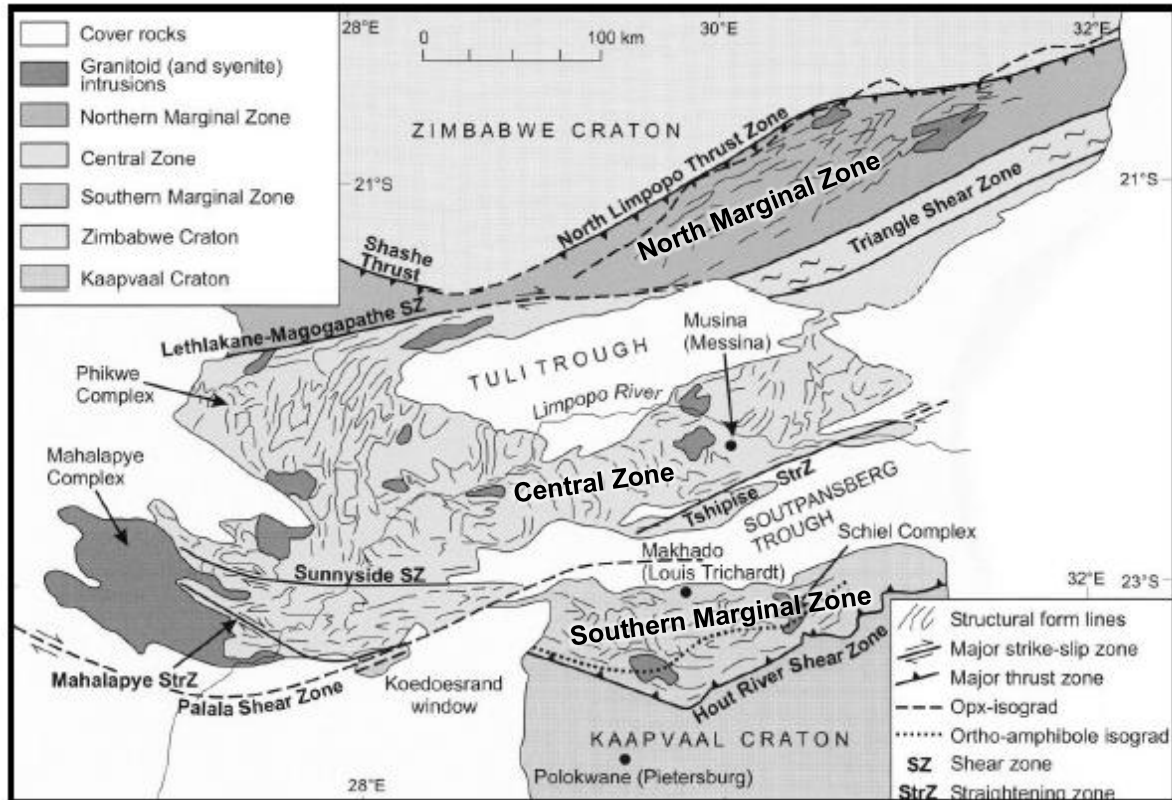 Cover rocks
Granitoid (and syenite)
intrusions
Northern Marginal Zone
Central Zone
Southern Marginal Zone
Zimbabwe Craton
Kaapvaal Craton
28°E
30°E
32°E
0
100 km
ZIMBABWE CRATON
21°S
21°S
North Limpopo Thrust Zone
North Marginal Zone
Triangle Shear Zone
Shashe
Thrust
Lethlakane-Magogapathe SZ
Musina
(Messina)
TULI TROUGH
Limpopo River
Phikwe
Complex
Mahalapye
Complex
Central Zone
Tshipise StrZ
SOUTPANSBERG
TROUGH
Schiel Complex
Makhado
(Louis Trichardt)
Sunnyside SZ
32°E
23°S
Southern Marginal Zone
Hout River Shear Zone
Mahalapye StrZ
Palala Shear Zone
Koedoesrand
window
KAAPVAAL CRATON
Polokwane (Pietersburg)
28°E
Structural form lines
Major strike-slip zone
Major thrust zone
Opx-isograd
Ortho-amphibole isograd
SZ Shear zone
StrZ Straightening zone